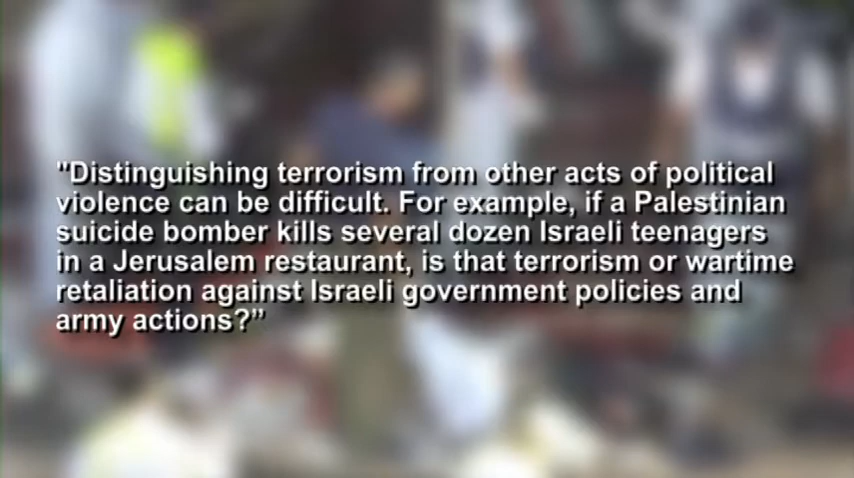 "Distinguishing terrorism from other acts of political
violence can be difficult. For example, if a Palestinian
suicide bomber kills several dozen Israeli teenagers
in a Jerusalem restaurant, is that terrorism or wartime
retaliation against Israeli government policies and
army actions?”